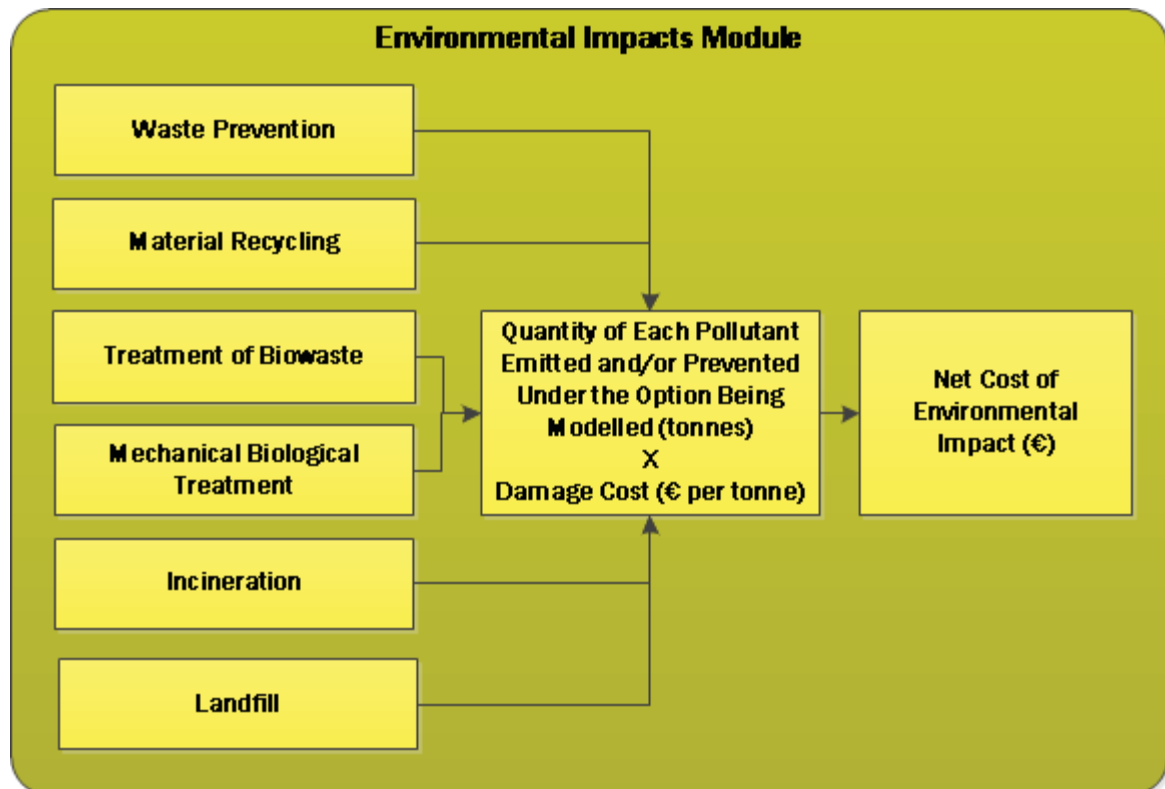 Environmental Impacts Module
Waste Prevention
Material Recycling
Treatment of Biowaste
Mechanical Biological
Treatment
Incineration
Landfill
Quantity of Each Pollutant
Emitted and/or Prevented
Under the Option Being
Modelled (tonnes)
X
Damage Cost (€ per tonne)
Net Cost of
Environmental
Impact (€)